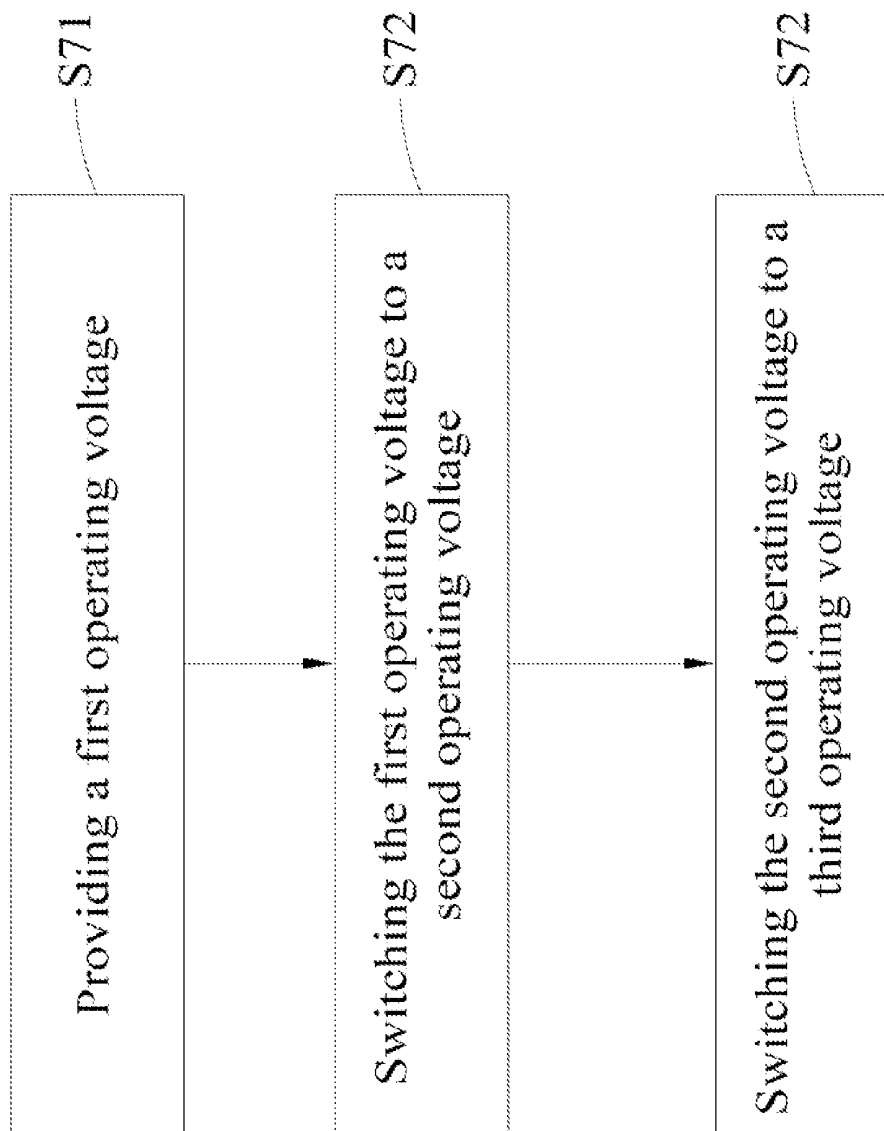 Providing a first operating voltage
S71
Switching the first operating voltage to a
second operating voltage
S72
Switching the second operating voltage to a
third operating voltage
S72